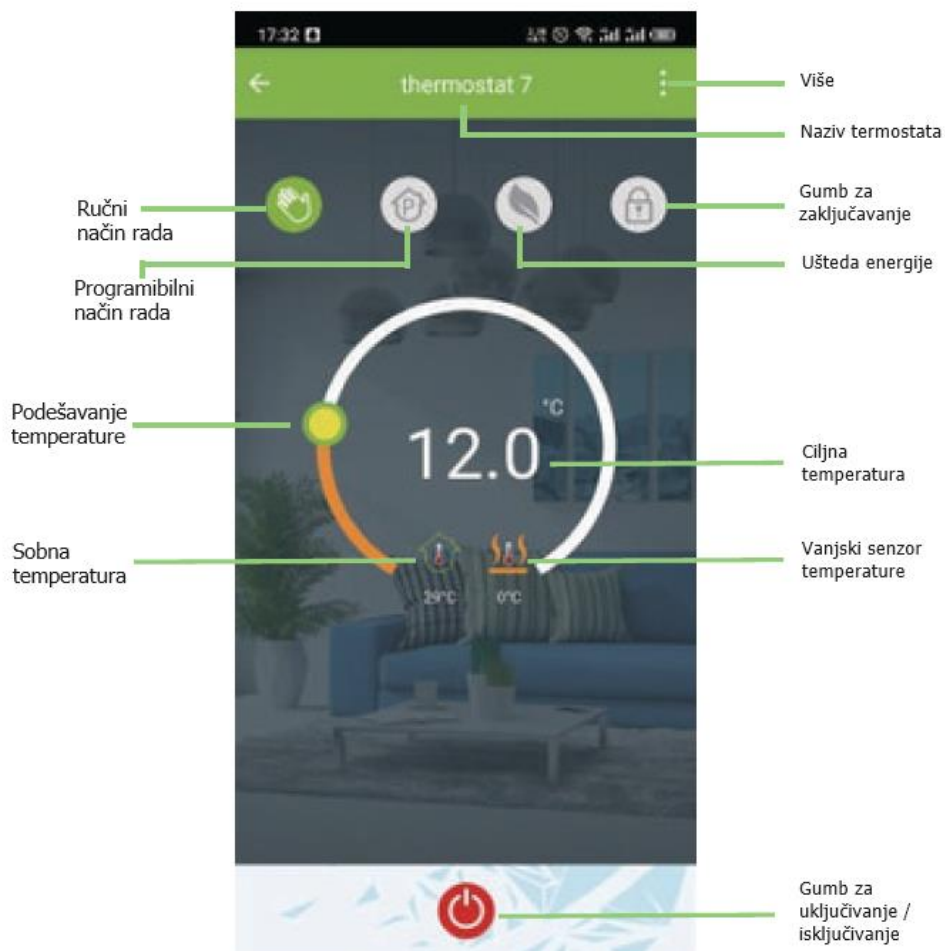 17:32
thermostat 7
Više
Naziv termostata
Ručni
način rada
P
Gumb za
zaključavanje
Ušteda energije
Programibilni
način rada
Podešavanje
temperature
°C
12.0
Ciljna
temperatura
Sobna
temperatura
Vanjski senzor
temperature
29°C
0°C
Gumb za
uključivanje /
isključivanje